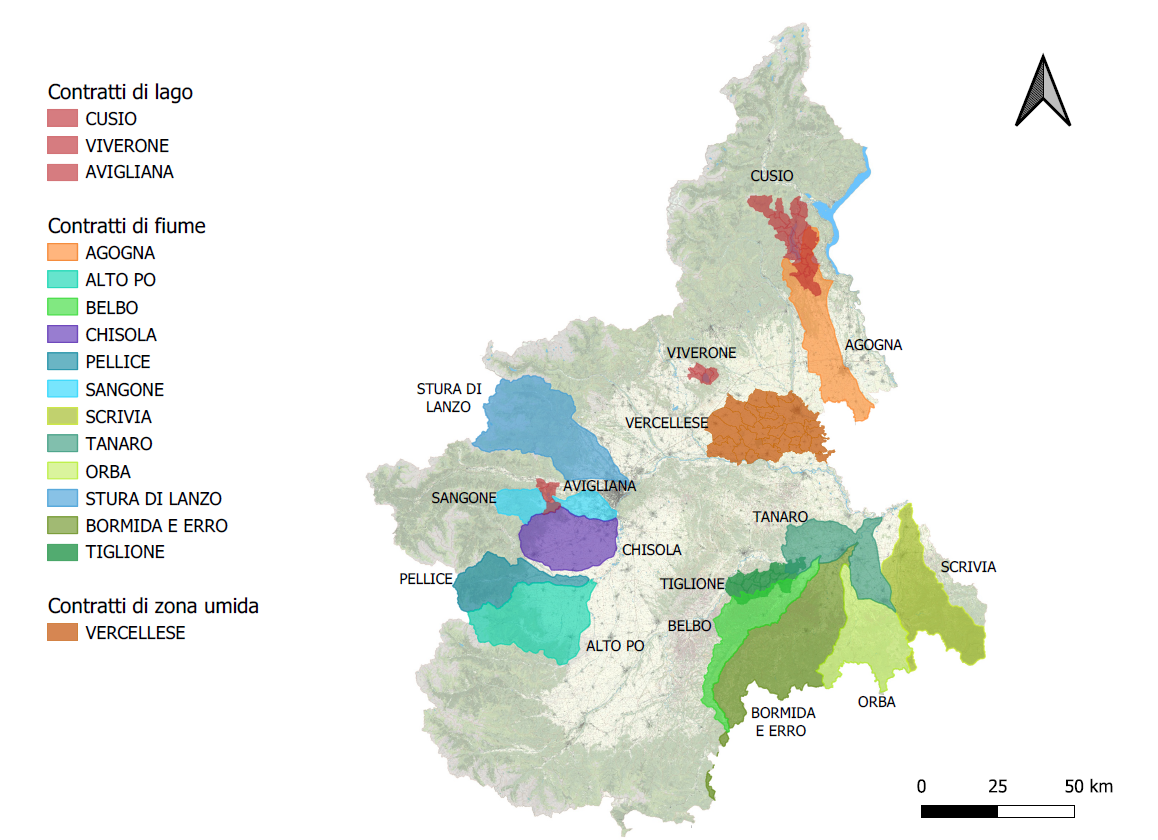 Contratti di lago
CUSIO
VIVERONE
AVIGLIANA
Contratti di fiume
AGOGNA
ALTO PO
BELBO
CHISOLA
PELLICE
SANGONE
SCRIVIA
TANARO
ORBA
STURA DI LANZO
BORMIDA E ERRO
TIGLIONE
Contratti di zona umida
VERCELLESE
CUSIO
AGOGNA
VIVERONE
STURA DI
LANZO
VERCELLESE
AVIGLIANA
SANGONE
TANARO
CHISOLA
SCRIVIA
PELLICE
TIGLIONE
BELBO
ALTO PO
ORBA
BORMIDA
E ERRO
0 25 50 km